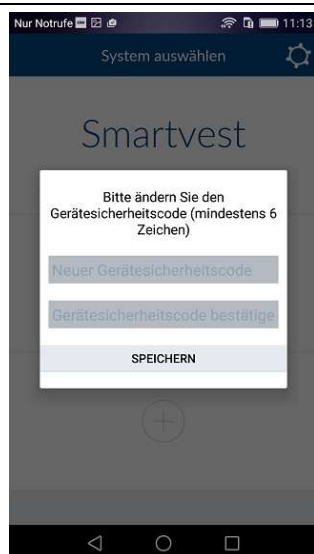 Nur Notrufe 11:13
System auswählen
Smartvest
Bitte ändern Sie den
Gerätesicherheitscode (mindestens 6
Zeichen)
Neuer Gerätesicherheitscode
Gerätesicherheitscode bestätige
SPEICHERN